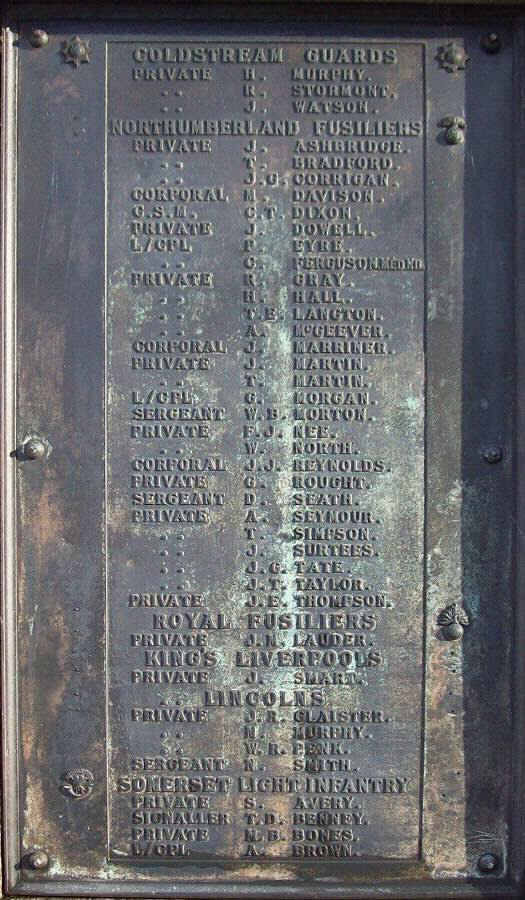 COLDSTREAM GUARDS
PRIVATE H. MURPHY.
. . R. STORMONT.
. . J. WATSON.
NORTHUMBERLAND FUSILIERS
PRIVATE J. ASHBRIDGE.
. . T. BRADFORD.
. . J.G. CORRIGAN.
CORPORAL M. DAVISON.
C.S.M. C.T. DIXON.
PRIVATE J. DOWELL.
L/CPL P. EYRE.
. . C. FERGUSON.
PRIVATE R. GRAY.
. . H. HALL.
. . T.E. LANGTON.
. . A. McGEEVER.
CORPORAL J. MARRINER.
PRIVATE J. MARTIN.
. . T. MARTIN.
L/CPL G. MORGAN.
SERGEANT W.B. MORTON.
PRIVATE F.J. NEE.
. . W. NORTH.
CORPORAL J.J. REYNOLDS.
PRIVATE G. ROUGHT.
SERGEANT D. SEATH.
PRIVATE A. SEYMOUR.
. . T. SIMPSON.
. . J. SURTEES.
. . J.G. TATE.
. . J.T. TAYLOR.
PRIVATE J.E. THOMPSON.
ROYAL FUSILIERS
PRIVATE J.N. LAUDER.
KING'S LIVERPOOLS
PRIVATE J. SMART.
. . LINCOLNS
PRIVATE J.R. GLAISTER.
. . N. MURPHY.
. . W.R. PENK.
SERGEANT N. SMITH.
SOMERSET LIGHT INFANTRY
PRIVATE S. AVERY.
SIGNALLER T.D. BENNEY.
PRIVATE N.B. BONES.
L/CPL A. BROWN.